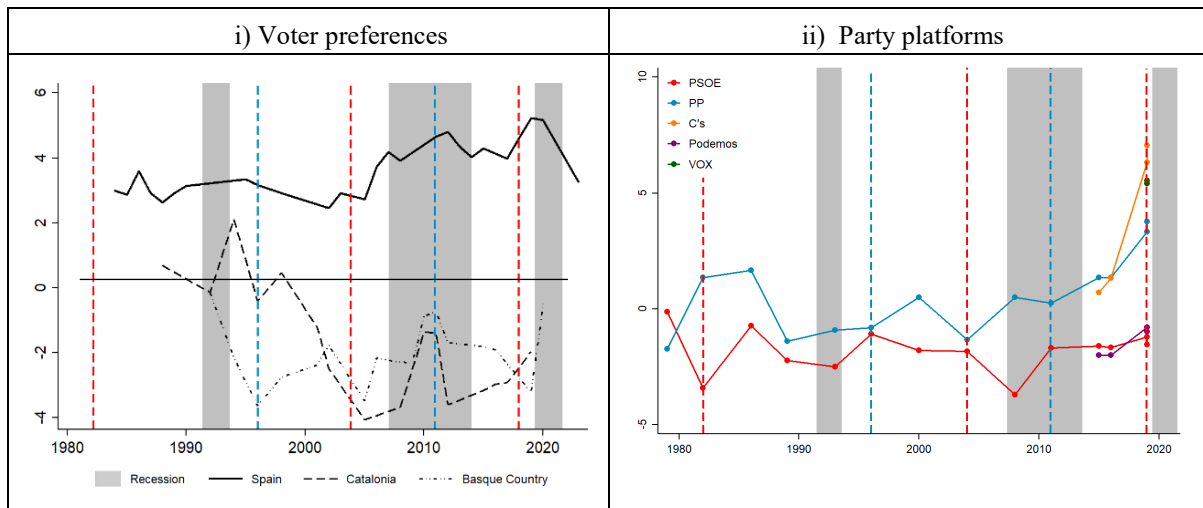 i) Voter preferences
6
4
2
0
-2
-4
1980 1990 2000 2010 2020
Recession Spain Catalonia Basque Country
ii) Party platforms
10
5
0
-5
PSOE
PP
C's
Podemos
VOX
1980 1990 2000 2010 2020